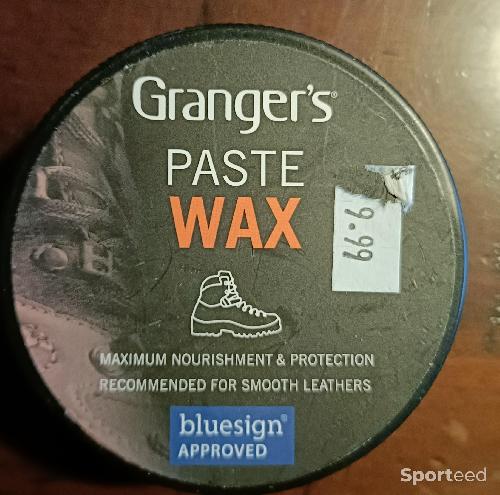 Granger's®
PASTE
WAX
9.99
MAXIMUM NOURISHMENT & PROTECTION
RECOMMENDED FOR SMOOTH LEATHERS
bluesign®
APPROVED
Sporteed